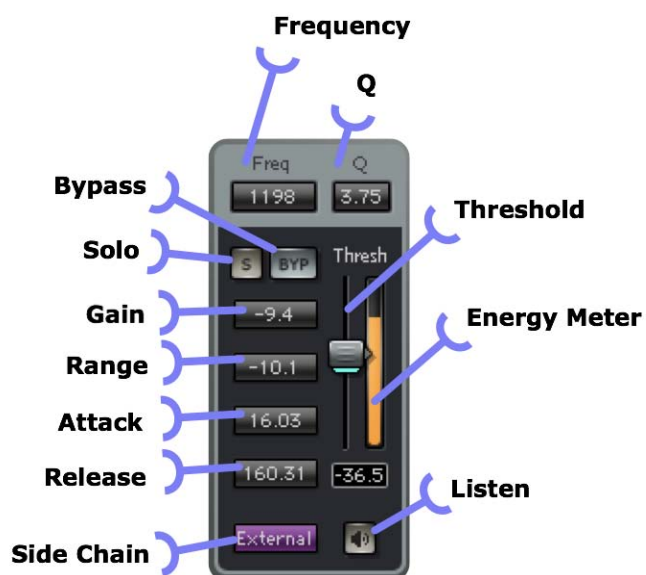 Frequency
Q
Freq Q
1198 3.75
Bypass
Threshold
Solo
S BYP Thresh
Gain
-9.4
Energy Meter
Range
-10.1
Attack
16.03
Release
160.31 -36.5
Listen
Side Chain
External